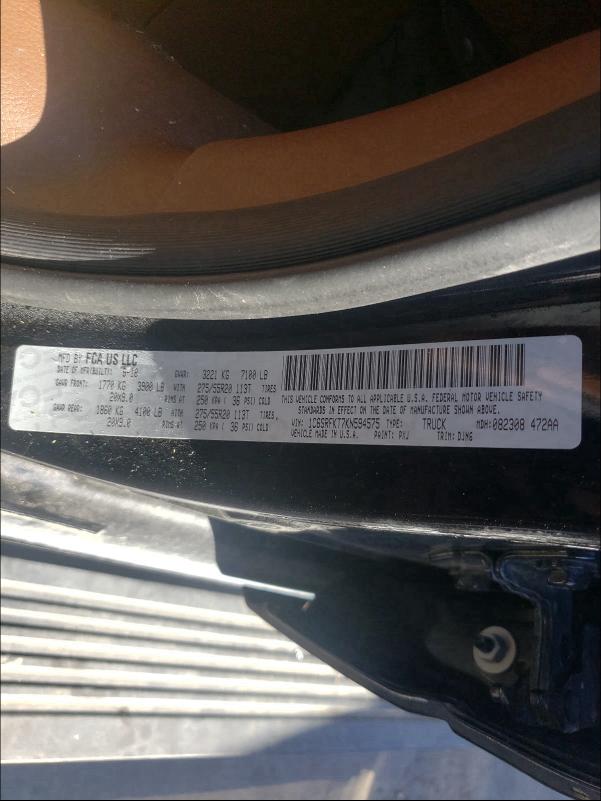 MFD BY FCA US LLC
DATE OF MFR(BUILT): GVWR: 3221 KG 7100 LB
GAWR FRONT: 1770 KG 3900 LB WITH 275/55R20 113T TIRES
20X9.0 RIMS AT 250 KPA ( 36 PSI) COLD
GAWR REAR: 1860 KG 4100 LB WITH 275/55R20 113T TIRES
20X9.0 RIMS AT 250 KPA ( 36 PSI) COLD
THIS VEHICLE CONFORMS TO ALL APPLICABLE U.S.A. FEDERAL MOTOR VEHICLE SAFETY
STANDARDS IN EFFECT ON THE DATE OF MANUFACTURE SHOWN ABOVE.
VIN: 1C6SRFKT7KN594575 TYPE: TRUCK MDH: 082308 472AA
VEHICLE MADE IN U.S.A. PAINT: PXJ TRIM: DJM6